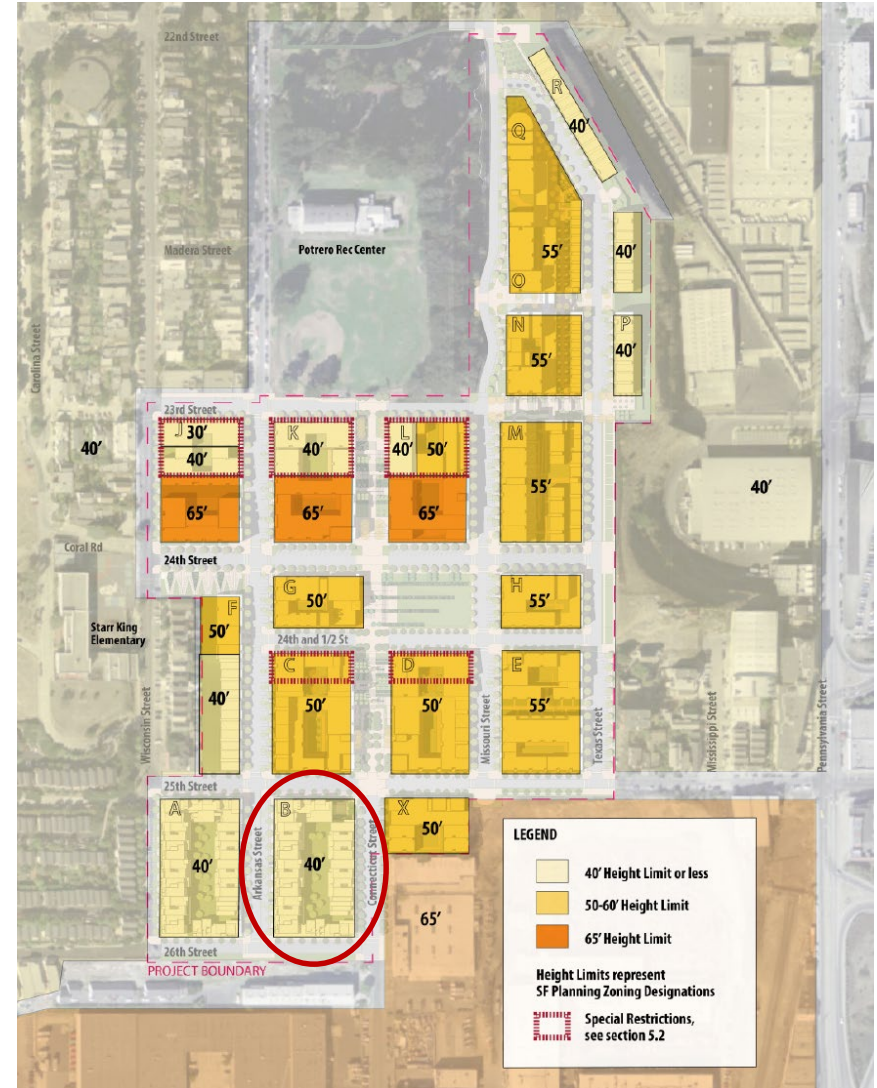 22nd Street
R
40'
Q
Madera Street
Potrero Rec Center
55'
40'
O
N
P
55'
40'
Carolina Street
23rd Street
J
30'
K
L
M
40'
40'
40'
40'
50'
55'
40'
65'
65'
65'
Coral Rd
24th Street
G
H
F
50'
55'
Starr King
Elementary
50'
24th and 1/2 St
C
D
E
40'
50'
50'
55'
Wisconsin Street
Missouri Street
Texas Street
Mississippi Street
Pennsylvania Street
25th Street
A
B
X
50'
40'
40'
Arkansas Street
Connecticut Street
65'
26th Street
PROJECT BOUNDARY
LEGEND
40' Height Limit or less
50-60' Height Limit
65' Height Limit
Height Limits represent
SF Planning Zoning Designations
Special Restrictions,
see section 5.2